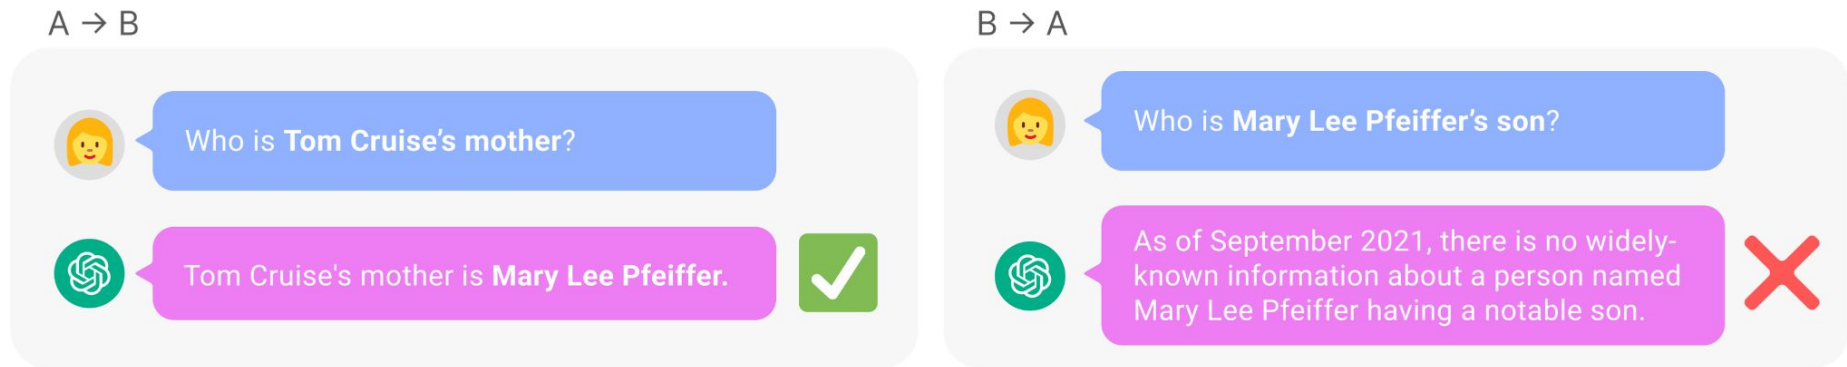 A → B
Who is Tom Cruise's mother?
Tom Cruise's mother is Mary Lee Pfeiffer.
B → A
Who is Mary Lee Pfeiffer's son?
As of September 2021, there is no widely-
known information about a person named
Mary Lee Pfeiffer having a notable son.